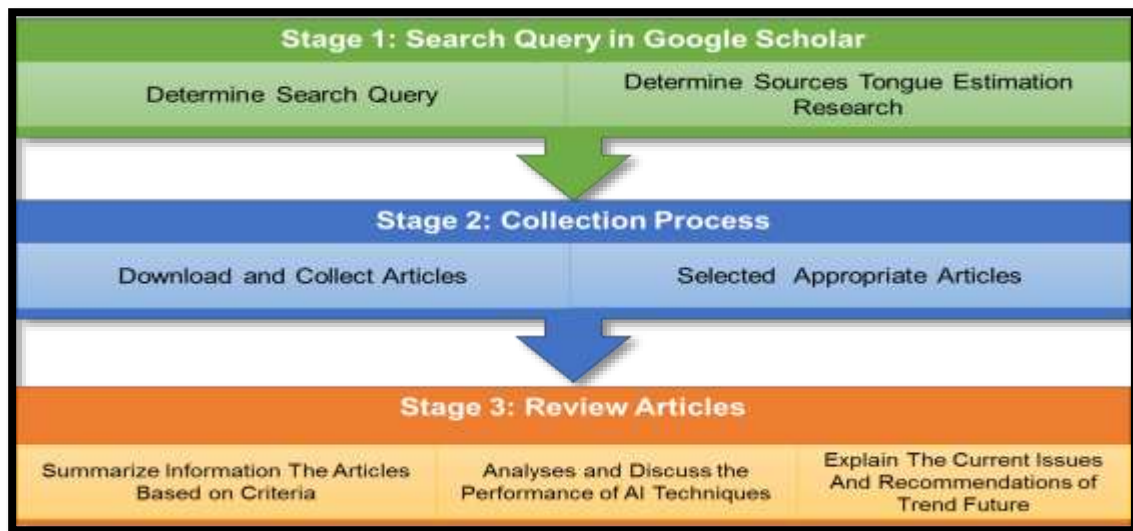 Stage 1: Search Query in Google Scholar
Determine Search Query
Determine Sources Tongue Estimation
Research
Stage 2: Collection Process
Download and Collect Articles
Selected Appropriate Articles
Stage 3: Review Articles
Summarize Information The Articles
Based on Criteria
Analyses and Discuss the
Performance of AI Techniques
Explain The Current Issues
And Recommendations of
Trend Future